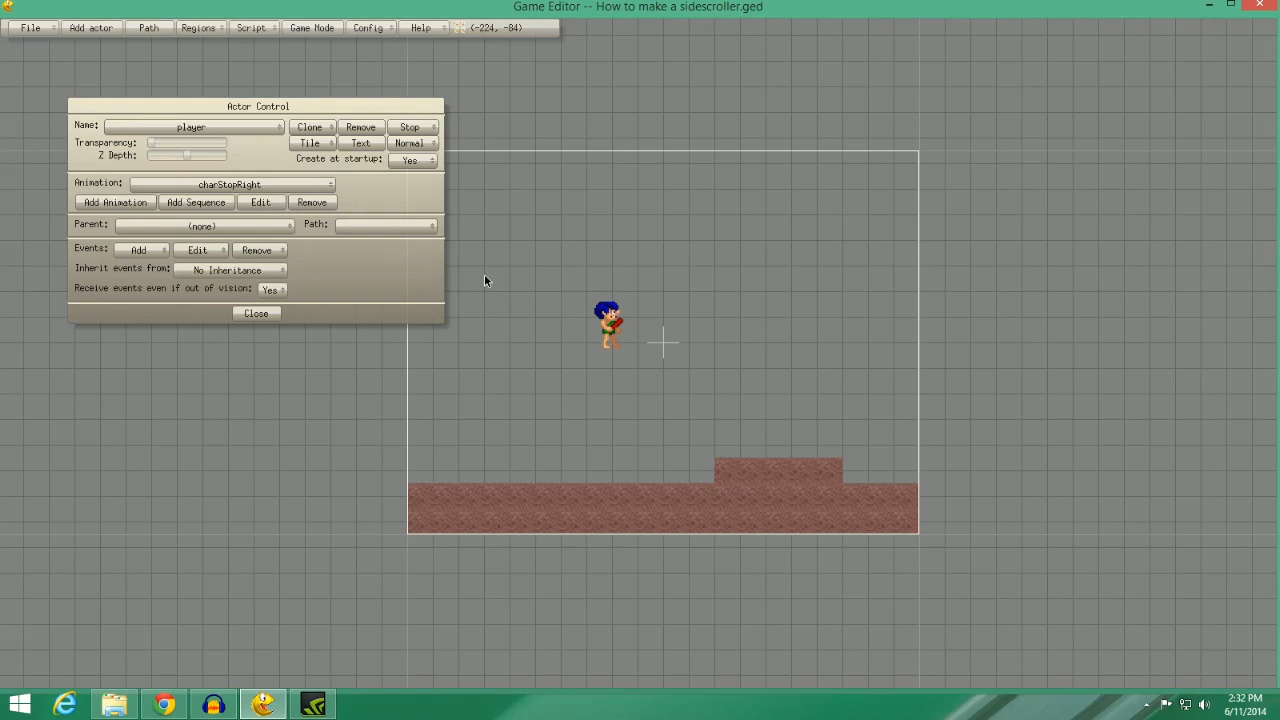 Game Editor -- How to make a sidescroller.ged
File Add actor Path Regions Script Game Mode Config Help (-224, -84)
Actor Control
Name: player Clone Remove Stop
Transparency: Tile Text Normal
Z Depth: Create at startup: Yes
Animation: charStopRight
Add Animation Add Sequence Edit Remove
Parent: (none) Path:
Events: Add Edit Remove
Inherit events from: No Inheritance
Receive events even if out of vision: Yes
Close
2:32 PM
6/11/2014